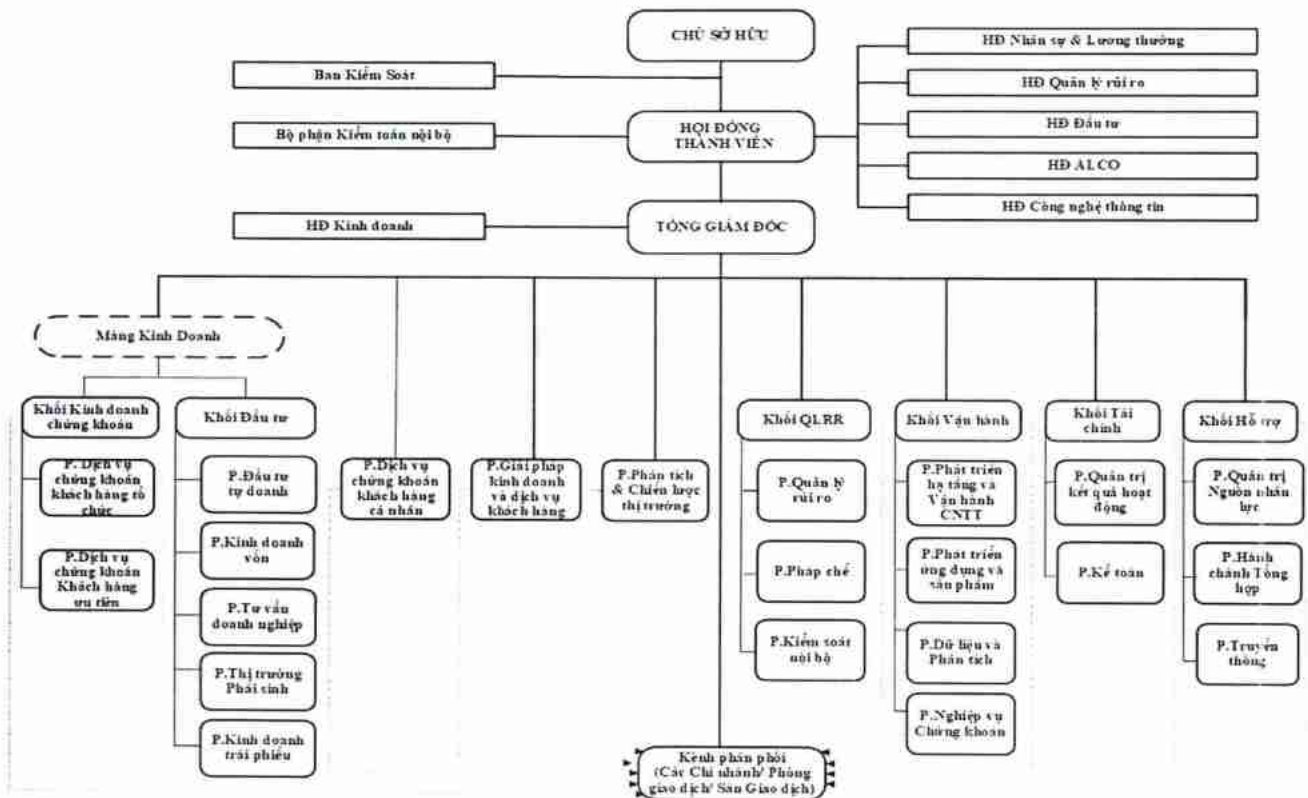 CHỦ SỞ HỮU
Ban Kiểm Soát
HỘI ĐỒNG
THÀNH VIÊN
Bộ phận Kiểm toán nội bộ
HĐ Nhân sự & Lương thưởng
HĐ Quản lý rủi ro
HĐ Đầu tư
HĐ ALCO
HĐ Công nghệ thông tin
HĐ Kinh doanh
TỔNG GIÁM ĐỐC
Mảng Kinh Doanh
Khối Kinh doanh
chứng khoán
P. Dịch vụ
chứng khoán
khách hàng tổ
chức
P.Dịch vụ
chứng khoán
Khách hàng
ưu tiên
Khối Đầu tư
P.Đầu tư
tự doanh
P.Kinh doanh
vốn
P.Tư vấn
doanh nghiệp
P.Thị trường
Phái sinh
P.Kinh doanh
trái phiếu
P.Dịch vụ
chứng khoán
khách hàng
cá nhân
P.Giải pháp
kinh doanh
và dịch vụ
khách hàng
P.Phân tích
& Chiến lược
thị trường
Khối QLRR
P.Quản lý
rủi ro
P.Pháp chế
P.Kiểm soát
nội bộ
Khối Vận hành
P.Phát triển
hạ tầng và
Vận hành
CNTT
P.Phát triển
ứng dụng và
sản phẩm
P.Dữ liệu và
Phân tích
P.Nghiệp vụ
Chứng khoán
Khối Tài
chính
P.Quản trị
kết quả hoạt
động
P.Kế toán
Khối Hỗ trợ
P.Quản trị
Nguồn nhân
lực
P.Hành
chánh Tổng
hợp
P.Truyền
thông
Kênh phân phối
(Các Chi nhánh/ Phòng
giao dịch/ Sàn Giao dịch)